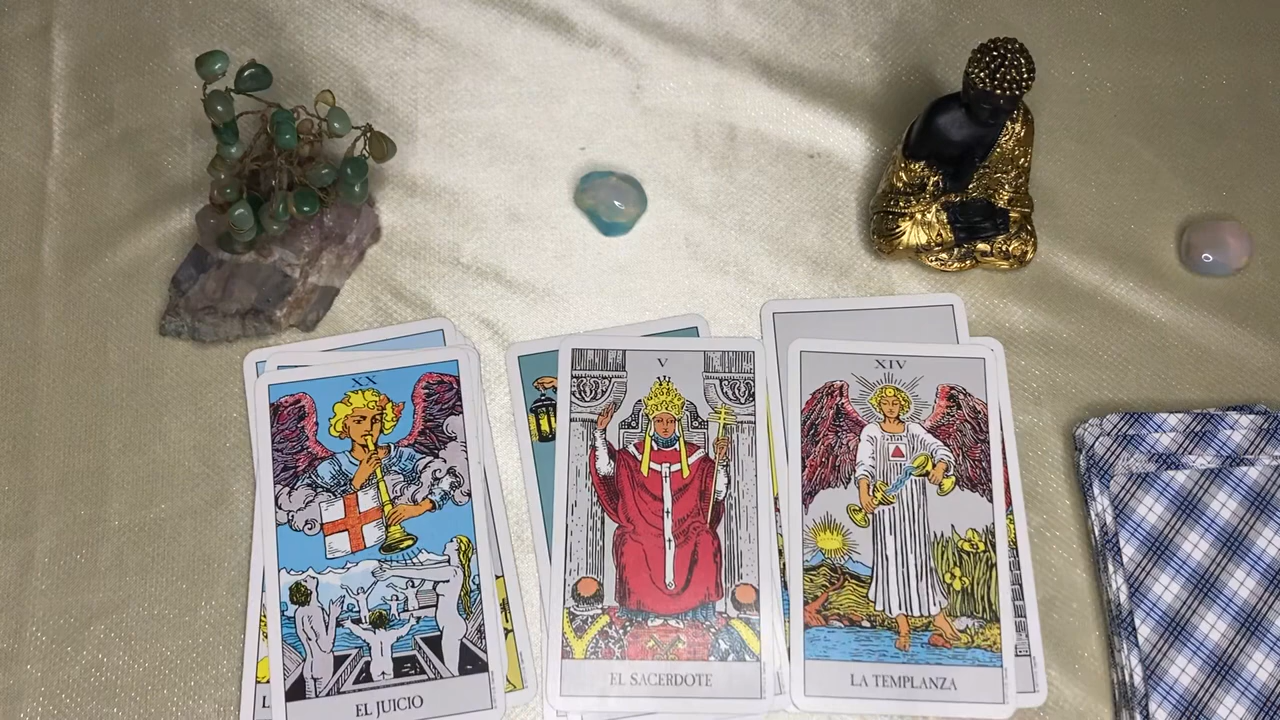 XX
EL JUICIO
L
V
EL SACERDOTE
XIV
LA TEMPLANZA